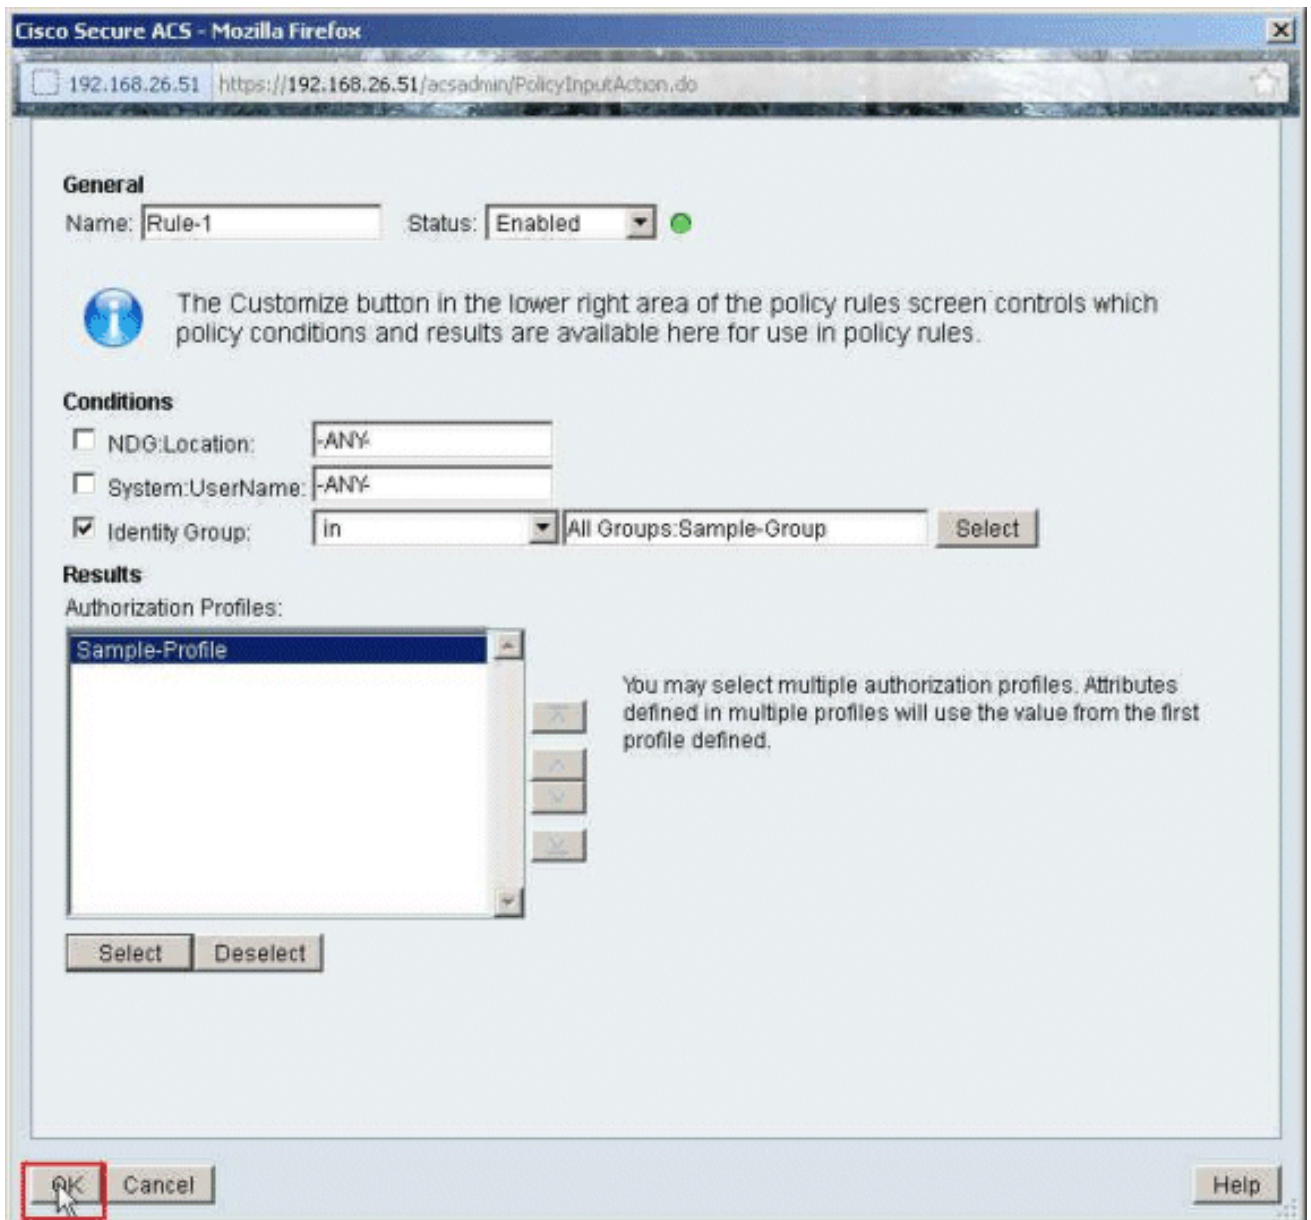 Cisco Secure ACS - Mozilla Firefox
192.168.26.51 https://192.168.26.51/acsadmin/PolicyInputAction.do
General
Name: Rule-1 Status: Enabled
The Customize button in the lower right area of the policy rules screen controls which
policy conditions and results are available here for use in policy rules.
Conditions
NDG:Location: -ANY-
System:UserName: -ANY-
Identity Group: in All Groups:Sample-Group Select
Results
Authorization Profiles:
Sample-Profile
You may select multiple authorization profiles. Attributes
defined in multiple profiles will use the value from the first
profile defined.
Select Deselect
OK Cancel Help